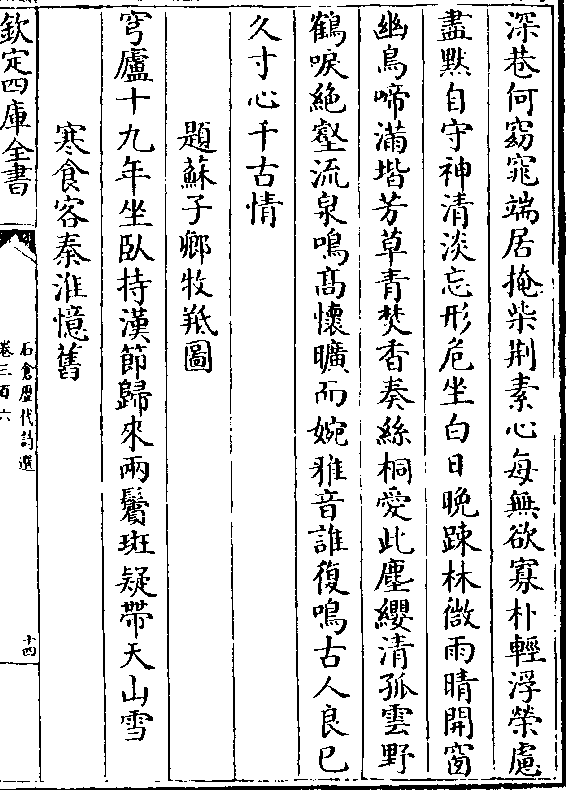 深巷何窈窕端居掩柴荆素心每無欲寡朴輕浮榮慮
盡黙自守神清淡忘形危坐白日晚踈林微雨晴開窗
幽鳥啼滿堦芳草青焚香奏絲桐愛此塵纓清孤雲野
鶴唳絶壑流泉鳴髙懷曠而婉雅音誰復鳴古人良已
久寸心千古情
題蘇子卿牧羝圖
穹廬十九年坐臥持漢節歸來兩鬢斑疑帶天山雪
寒食客秦淮憶舊
欽定四庫全書
石倉歷代詩選
卷三百六
十四